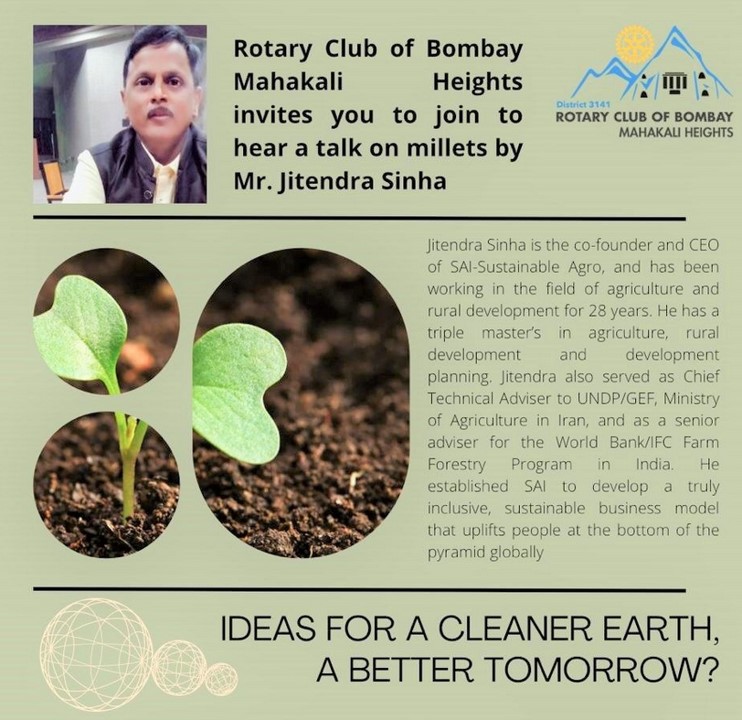 Rotary Club of Bombay
Mahakali Heights
invites you to join to
hear a talk on millets by
Mr. Jitendra Sinha
District 3141
ROTARY CLUB OF BOMBAY
MAHAKALI HEIGHTS
Jitendra Sinha is the co-founder and CEO
of SAI-Sustainable Agro, and has been
working in the field of agriculture and
rural development for 28 years. He has a
triple master's in agriculture, rural
development and development
planning. Jitendra also served as Chief
Technical Adviser to UNDP/GEF, Ministry
of Agriculture in Iran, and as a senior
adviser for the World Bank/IFC Farm
Forestry Program in India. He
established SAI to develop a truly
inclusive, sustainable business model
that uplifts people at the bottom of the
pyramid globally
IDEAS FOR A CLEANER EARTH,
A BETTER TOMORROW?